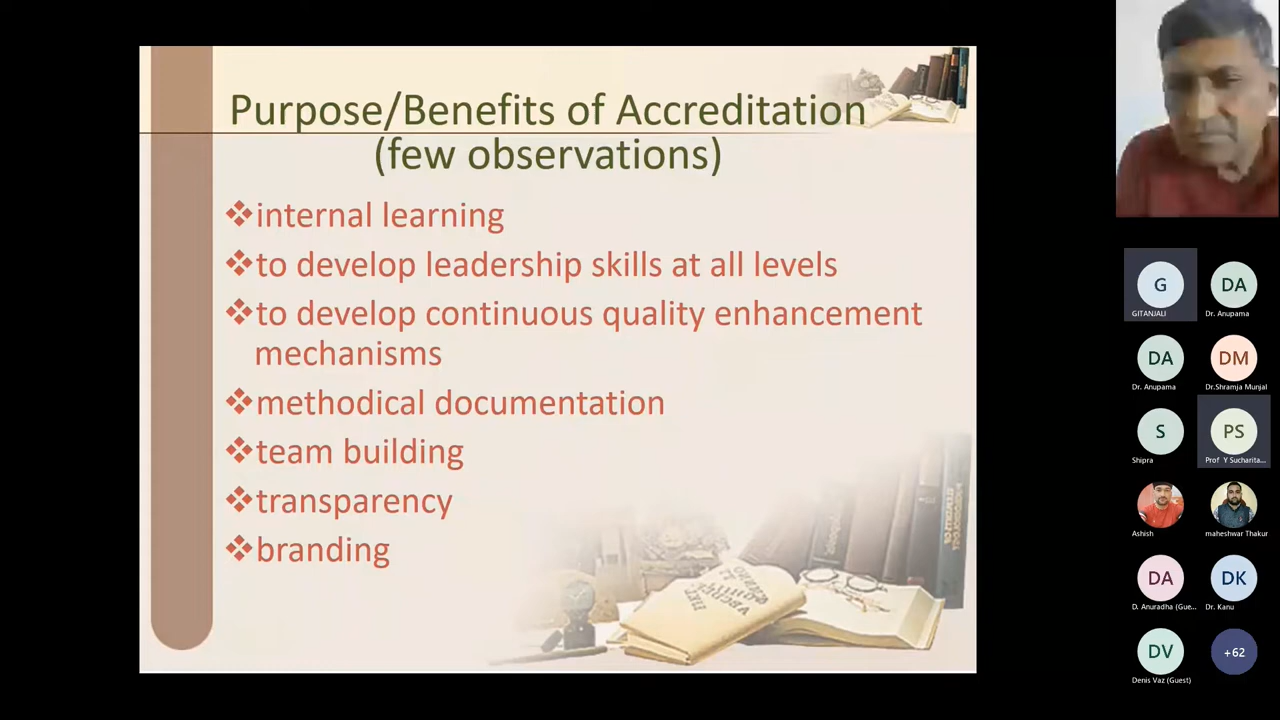 Purpose/Benefits of Accreditation
(few observations)
❖internal learning
❖to develop leadership skills at all levels
❖to develop continuous quality enhancement
mechanisms
❖methodical documentation
❖team building
❖transparency
❖branding
G
GITANJALI
DA
Dr. Anupama
DA
Dr. Anupama
DM
Dr.Shramja Munjal
S
Shipra
PS
Prof Y Sucharita...
Ashish
maheshwar Thakur
DA
D. Anuradha (Gue...
DK
Dr. Kanu
DV
Denis Vaz (Guest)
+62